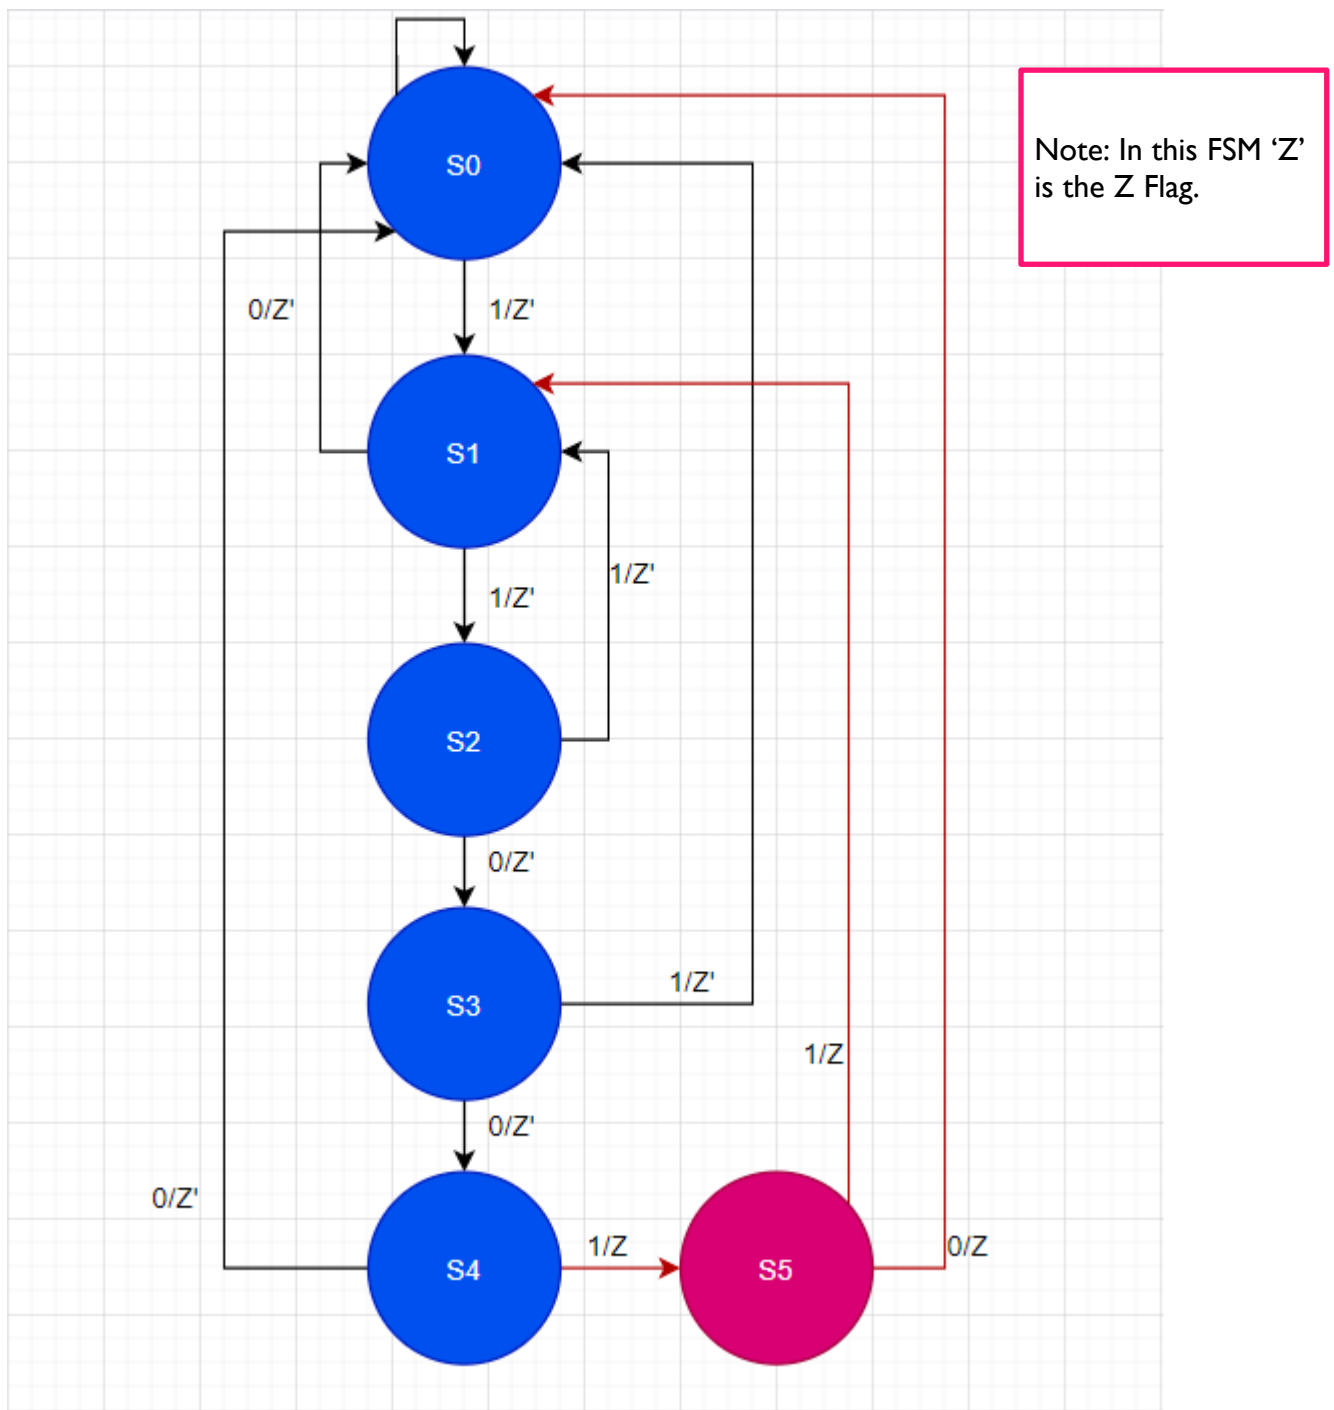 Note: In this FSM ‘Z’
is the Z Flag.
S0
0/Z'
1/Z'
S1
1/Z'
1/Z'
S2
0/Z'
S3
1/Z'
1/Z
0/Z'
0/Z'
S4
1/Z
S5
0/Z